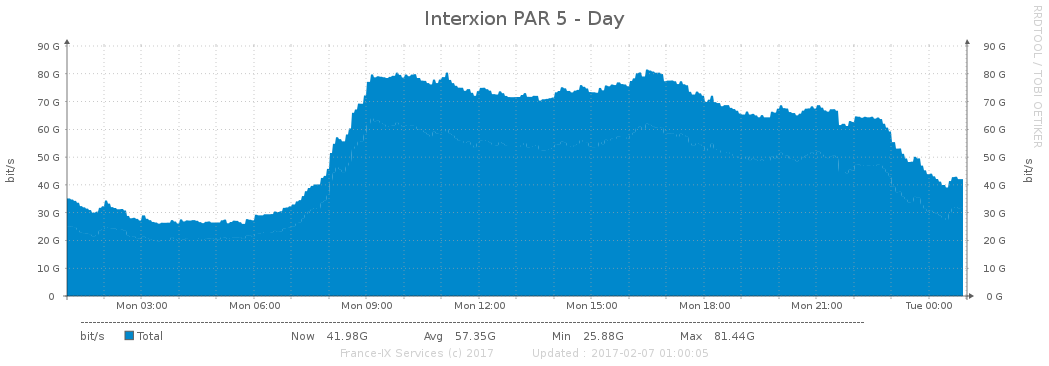 Interxion PAR 5 - Day
RRDTOOL / TOBI OETIKER
bit/s
90 G 90 G
80 G 80 G
70 G 70 G
60 G 60 G
50 G 50 G
40 G 40 G
30 G 30 G
20 G 20 G
10 G 10 G
0 0 G
bit/s
Mon 03:00 Mon 06:00 Mon 09:00 Mon 12:00 Mon 15:00 Mon 18:00 Mon 21:00 Tue 00:00
bit/s Total Now 41.98G Avg 57.35G Min 25.88G Max 81.44G
France-IX Services (c) 2017 Updated : 2017-02-07 01:00:05